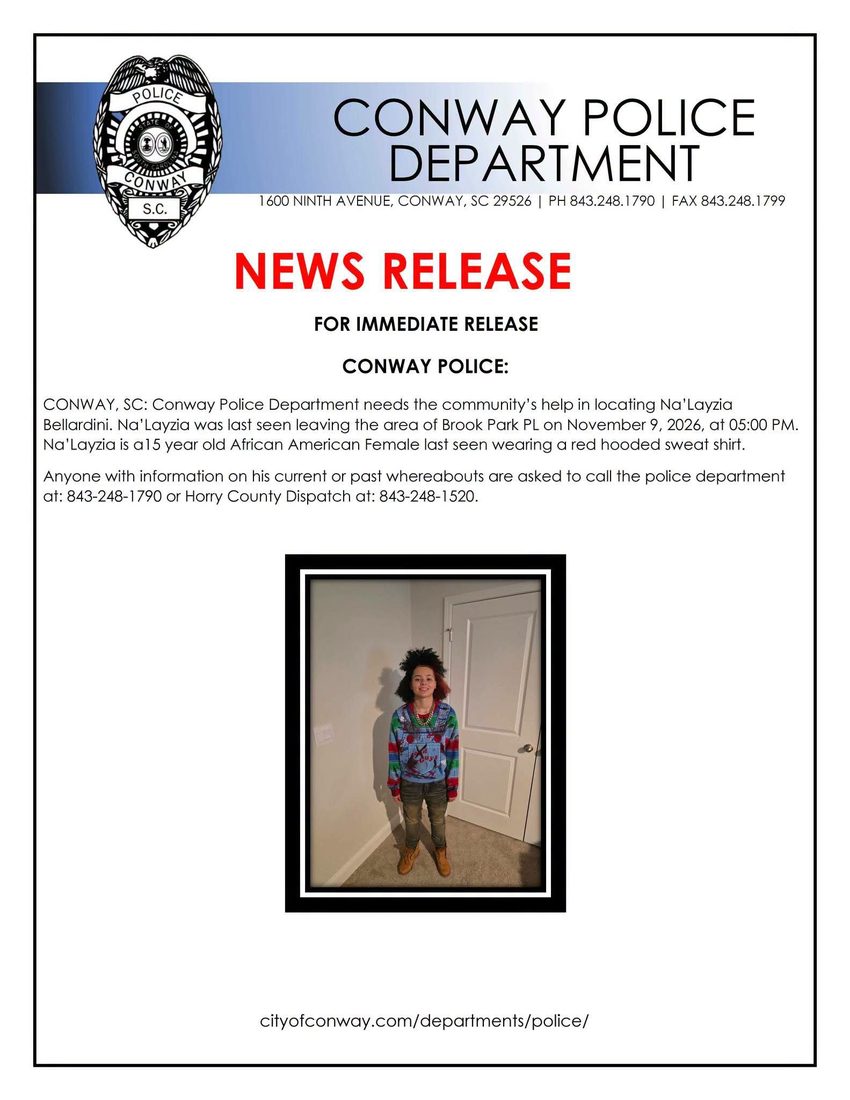 POLICE
CONWAY
S.C.
CONWAY POLICE
DEPARTMENT
1600 NINTH AVENUE, CONWAY, SC 29526 | PH 843.248.1790 | FAX 843.248.1799
NEWS RELEASE
FOR IMMEDIATE RELEASE
CONWAY POLICE:
CONWAY, SC: Conway Police Department needs the community’s help in locating Na’Layzia
Bellardini. Na’Layzia was last seen leaving the area of Brook Park PL on November 9, 2026, at 05:00 PM.
Na’Layzia is a15 year old African American Female last seen wearing a red hooded sweat shirt.
Anyone with information on his current or past whereabouts are asked to call the police department
at: 843-248-1790 or Horry County Dispatch at: 843-248-1520.
cityofconway.com/departments/police/